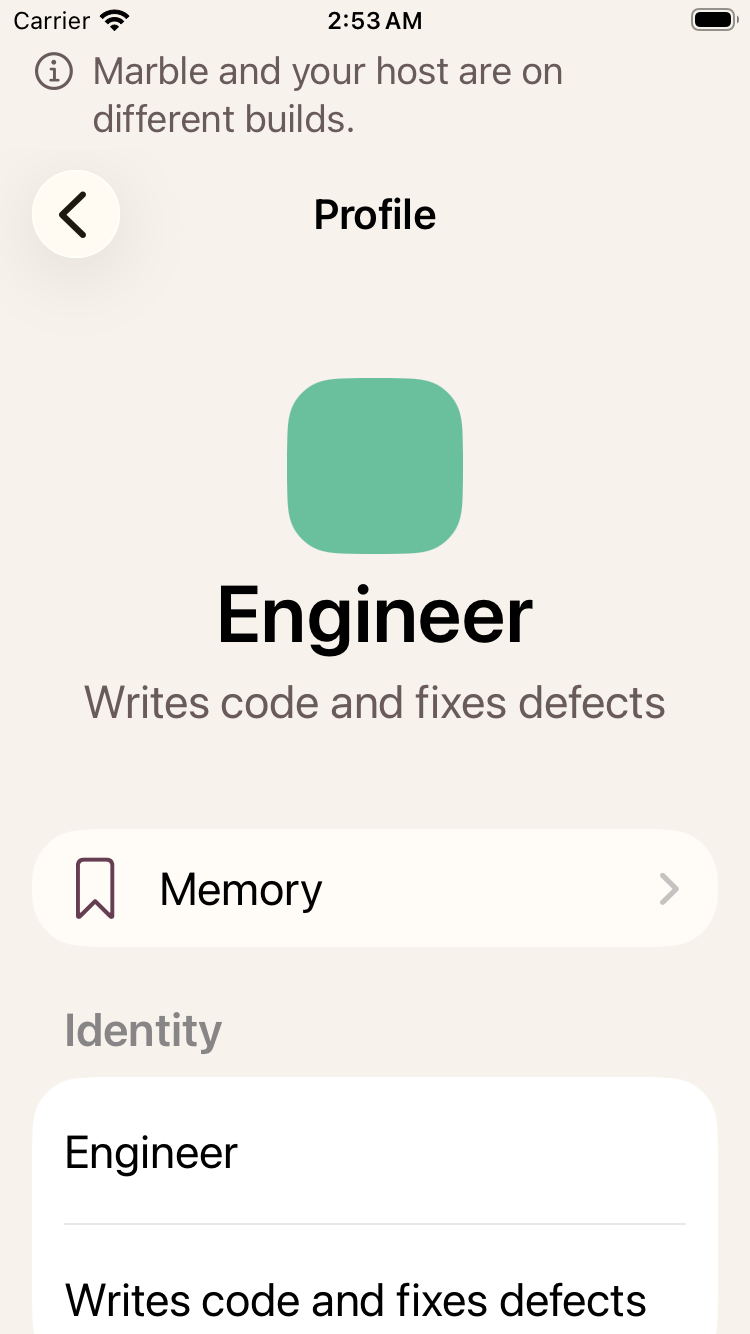 Carrier 2:53 AM
Marble and your host are on
different builds.
Profile
Engineer
Writes code and fixes defects
Memory
Identity
Engineer
Writes code and fixes defects